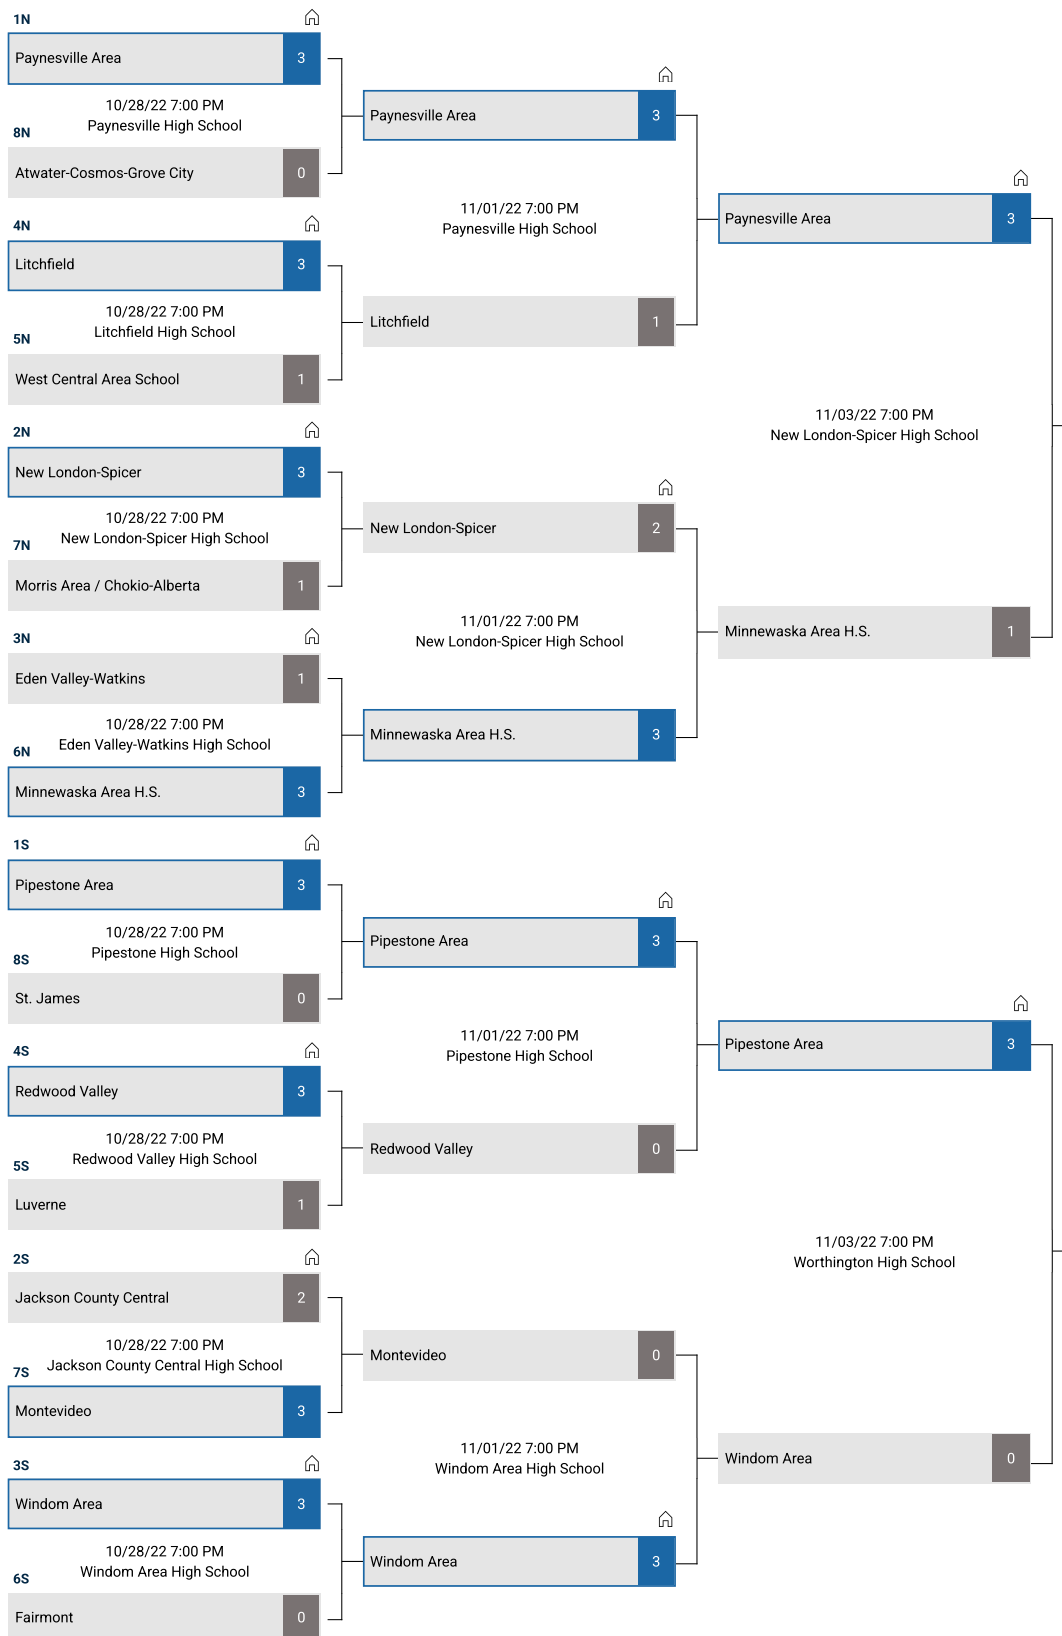 1N
Paynesville Area 3
10/28/22 7:00 PM
Paynesville High School
8N
Atwater-Cosmos-Grove City 0
4N
Litchfield 3
10/28/22 7:00 PM
Litchfield High School
5N
West Central Area School 1
2N
New London-Spicer 3
10/28/22 7:00 PM
New London-Spicer High School
7N
Morris Area / Chokio-Alberta 1
3N
Eden Valley-Watkins 1
10/28/22 7:00 PM
Eden Valley-Watkins High School
6N
Minnewaska Area H.S. 3
1S
Pipestone Area 3
10/28/22 7:00 PM
Pipestone High School
8S
St. James 0
4S
Redwood Valley 3
10/28/22 7:00 PM
Redwood Valley High School
5S
Luverne 1
2S
Jackson County Central 2
10/28/22 7:00 PM
Jackson County Central High School
7S
Montevideo 3
3S
Windom Area 3
10/28/22 7:00 PM
Windom Area High School
6S
Fairmont 0
Paynesville Area 3
11/01/22 7:00 PM
Paynesville High School
Litchfield 1
New London-Spicer 2
11/01/22 7:00 PM
New London-Spicer High School
Minnewaska Area H.S. 3
Pipestone Area 3
11/01/22 7:00 PM
Pipestone High School
Redwood Valley 0
Montevideo 0
11/01/22 7:00 PM
Windom Area High School
Windom Area 3
Paynesville Area 3
11/03/22 7:00 PM
New London-Spicer High School
Minnewaska Area H.S. 1
Pipestone Area 3
11/03/22 7:00 PM
Worthington High School
Windom Area 0